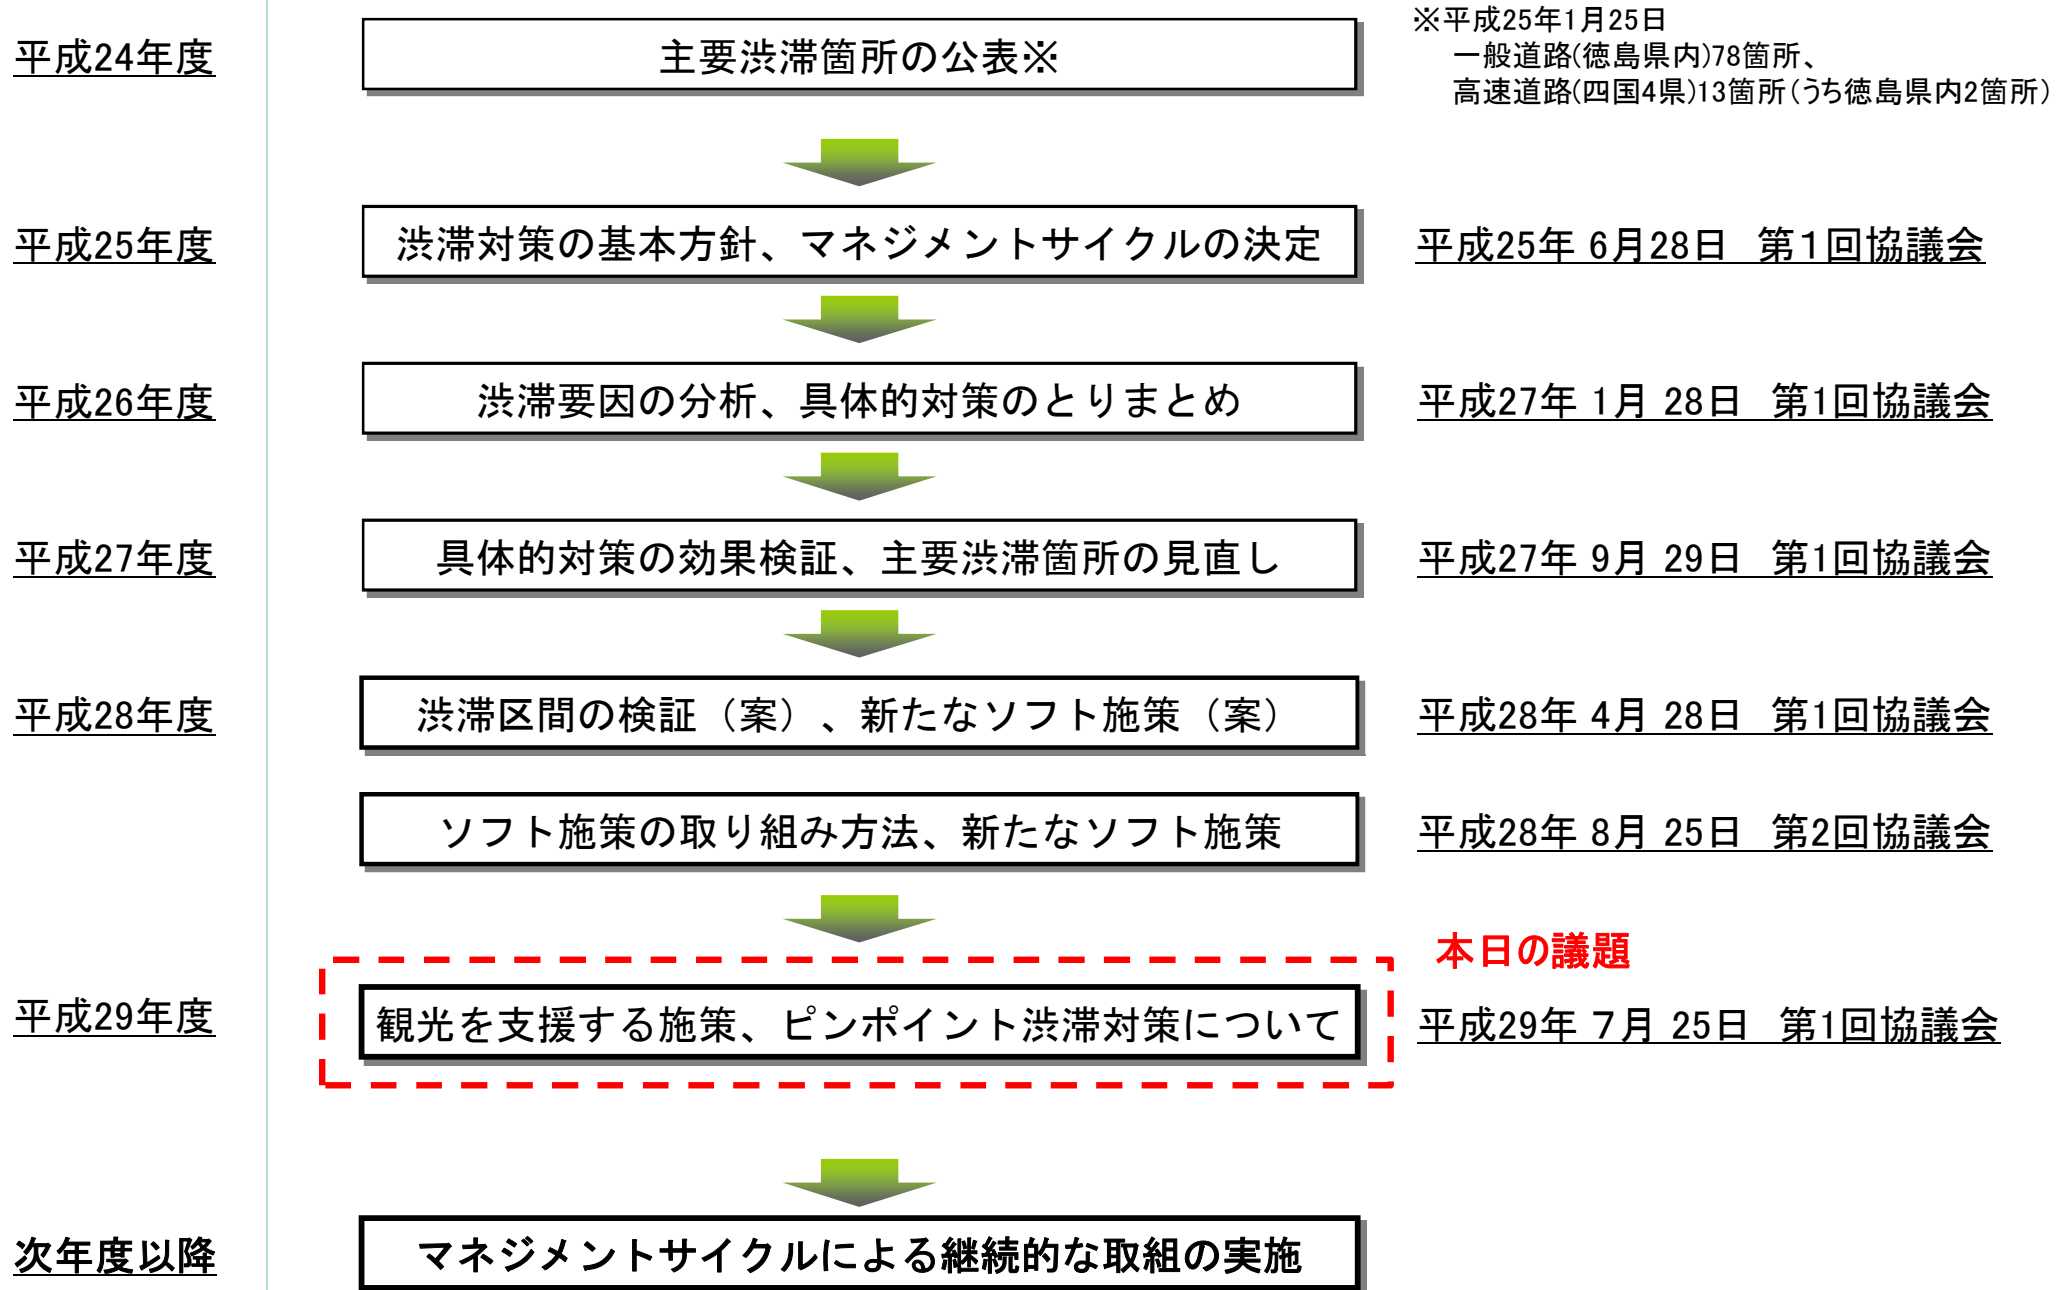 平成24年度
主要渋滞箇所の公表※
※平成25年1月25日
一般道路(徳島県内)78箇所、
高速道路(四国4県)13箇所(うち徳島県内2箇所)
平成25年度
渋滞対策の基本方針、マネジメントサイクルの決定
平成25年 6月28日 第1回協議会
平成26年度
渋滞要因の分析、具体的対策のとりまとめ
平成27年 1月 28日 第1回協議会
平成27年度
具体的対策の効果検証、主要渋滞箇所の見直し
平成27年 9月 29日 第1回協議会
平成28年度
渋滞区間の検証（案）、新たなソフト施策（案）
平成28年 4月 28日 第1回協議会
ソフト施策の取り組み方法、新たなソフト施策
平成28年 8月 25日 第2回協議会
本日の議題
平成29年度
観光を支援する施策、ピンポイント渋滞対策について
平成29年 7月 25日 第1回協議会
次年度以降
マネジメントサイクルによる継続的な取組の実施